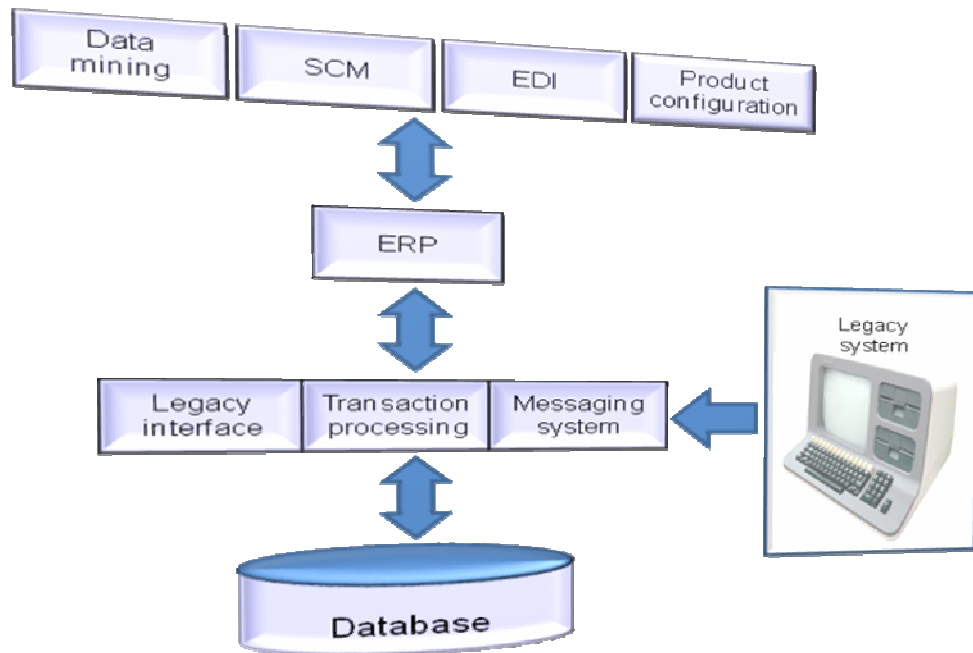 Data
mining
SCM
EDI
Product
configuration
ERP
Legacy
system
Legacy
interface
Transaction
processing
Messaging
system
Database